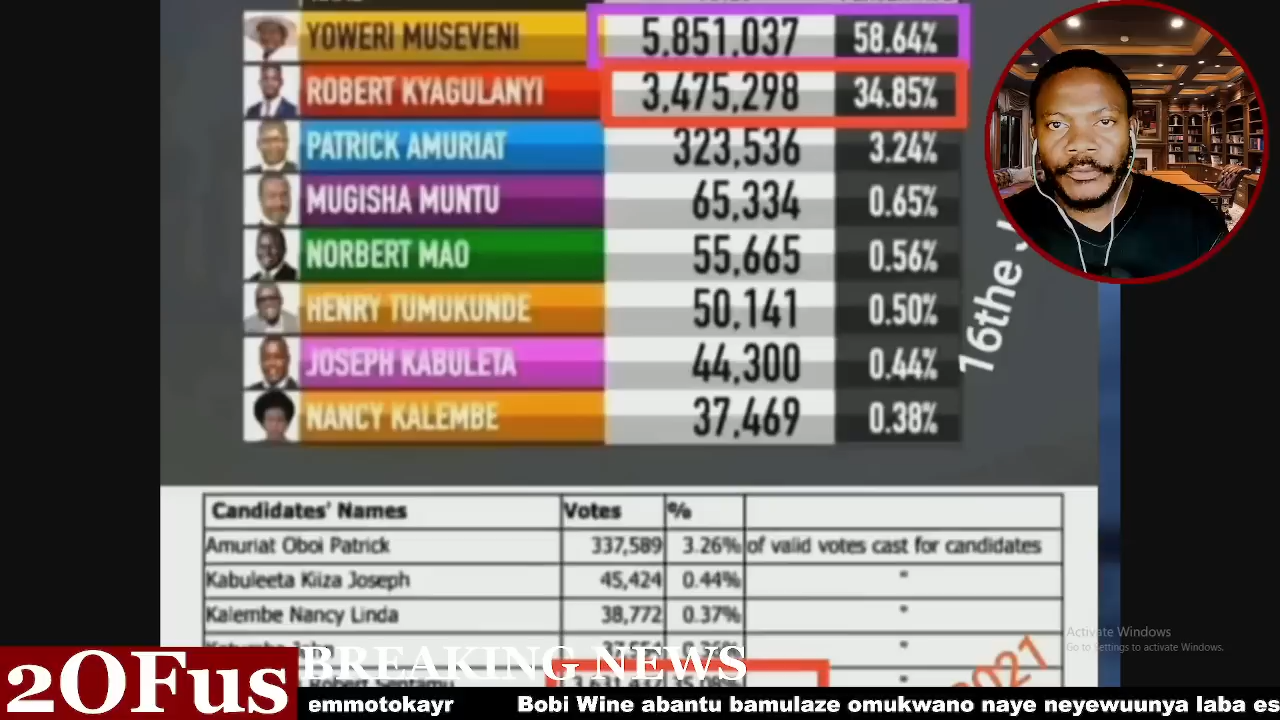 YOWERI MUSEVENI 5,851,037 58.64%
ROBERT KYAGULANYI 3,475,298 34.85%
PATRICK AMURIAT 323,536 3.24%
MUGISHA MUNTU 65,334 0.65%
NORBERT MAO 55,665 0.56%
HENRY TUMUKUNDE 50,141 0.50%
JOSEPH KABULETA 44,300 0.44%
NANCY KALEMBE 37,469 0.38%
16the
Candidates' Names Votes %
Amuriat Oboi Patrick 337,589 3.26% of valid votes cast for candidates
Kabuleeta Kiiza Joseph 45,424 0.44% "
Kalembe Nancy Linda 38,772 0.37% "
2021
Activate Windows
Go to Settings to activate Windows.
2OFus BREAKING NEWS
emmotokayr Bobi Wine abantu bamulaze omukwano naye neyewuunya laba es